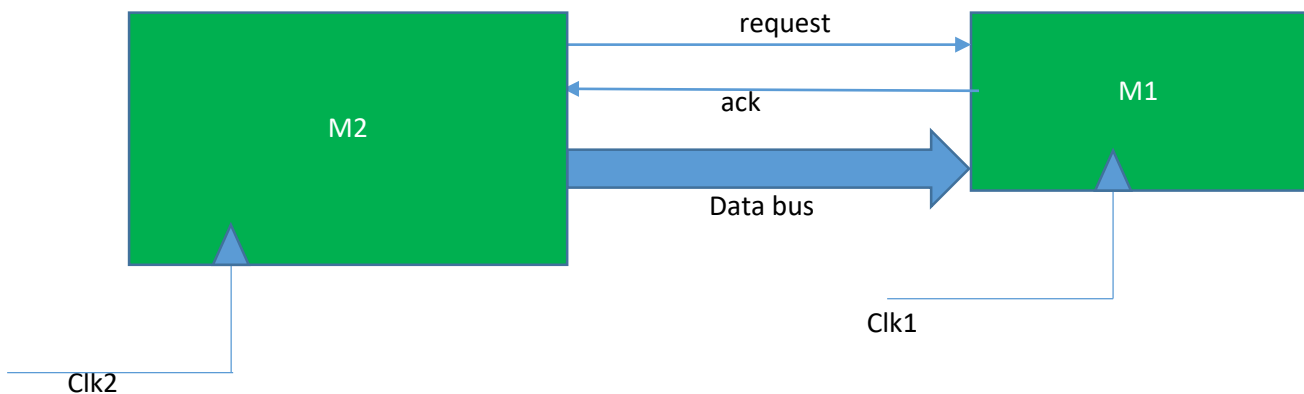 request
M1
ack
M2
Data bus
Clk1
Clk2